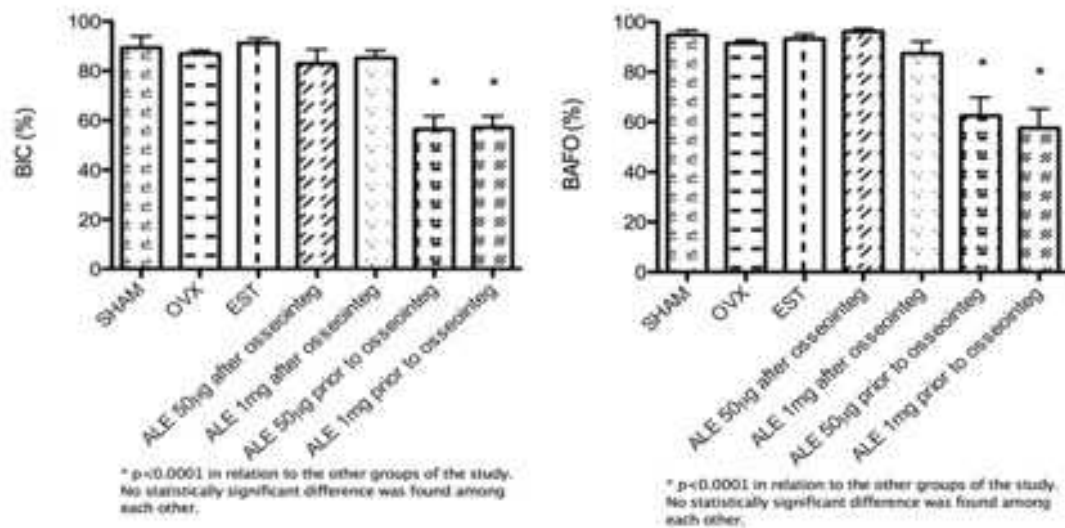 100
80
60
40
20
0
BIC (%)
*
*
SHAM
OVX
EST
ALE 50µg after osseointeg
ALE 1mg after osseointeg
ALE 50µg prior to osseointeg
ALE 1mg prior to osseointeg
* p<0.0001 in relation to the other groups of the study.
No statistically significant difference was found among
each other.
100
80
60
40
20
0
BAFO (%)
*
*
SHAM
OVX
EST
ALE 50µg after osseointeg
ALE 1mg after osseointeg
ALE 50µg prior to osseointeg
ALE 1mg prior to osseointeg
* p<0.0001 in relation to the other groups of the study.
No statistically significant difference was found among
each other.